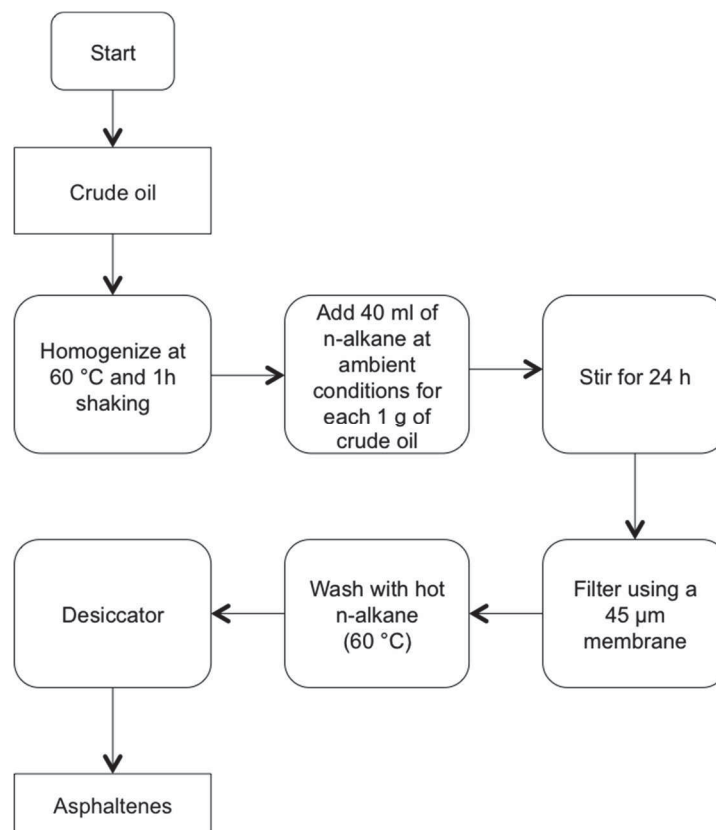 Start
Crude oil
Homogenize at
60 °C and 1h
shaking
Add 40 ml of
n-alkane at
ambient
conditions for
each 1 g of
crude oil
Stir for 24 h
Filter using a
45 μm
membrane
Wash with hot
n-alkane
(60 °C)
Desiccator
Asphaltenes